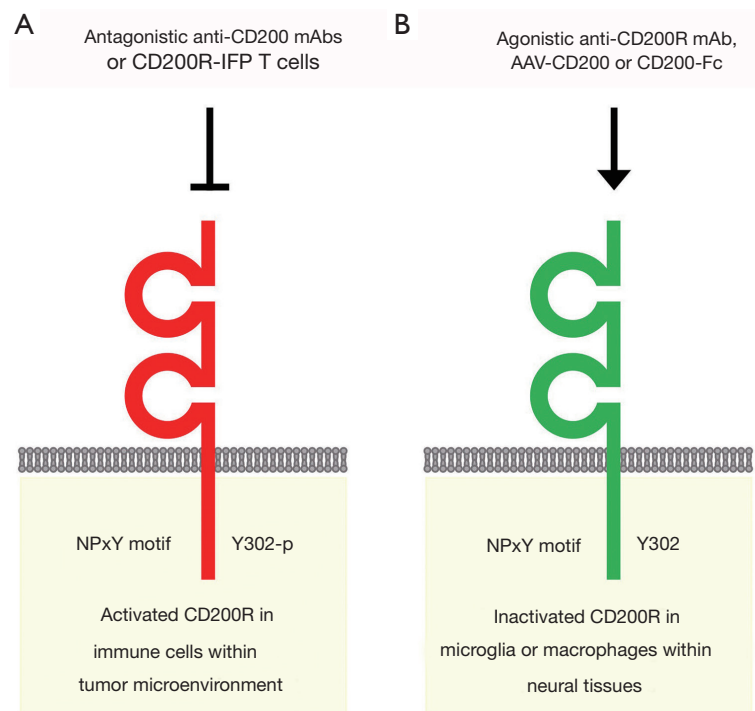 A
Antagonistic anti-CD200 mAbs
or CD200R-IFP T cells
NPxY motif
Y302-p
Activated CD200R in
immune cells within
tumor microenvironment
B
Agonistic anti-CD200R mAb,
AAV-CD200 or CD200-Fc
NPxY motif
Y302
Inactivated CD200R in
microglia or macrophages within
neural tissues